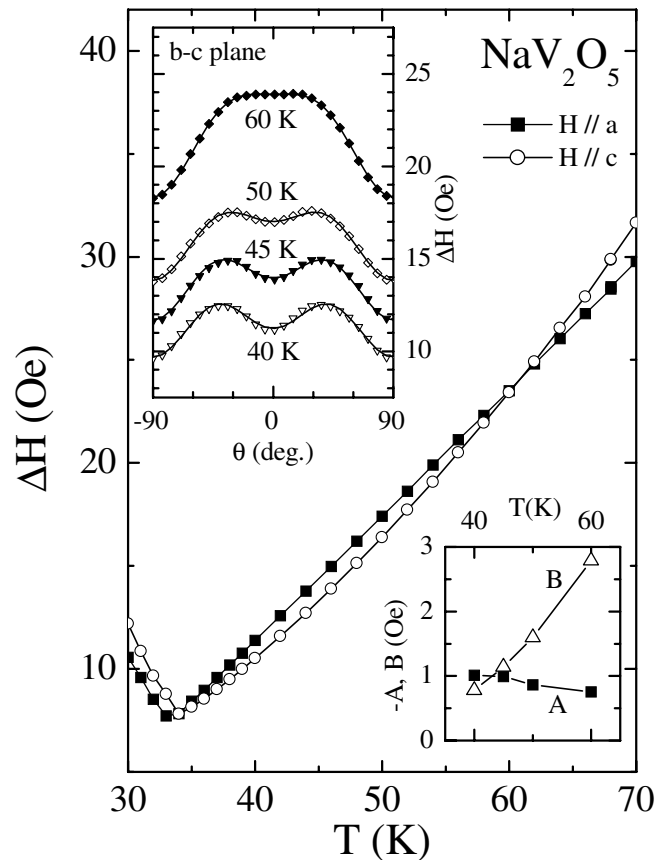 NaV₂O₅
H // a
H // c
40
30
20
10
ΔH (Oe)
30 40 50 60 70
T (K)
b-c plane
60 K
50 K
45 K
40 K
24
20
15
10
ΔH (Oe)
-90 0 90
θ (deg.)
T(K)
40 60
3
2
1
0
-A, B (Oe)
B
A